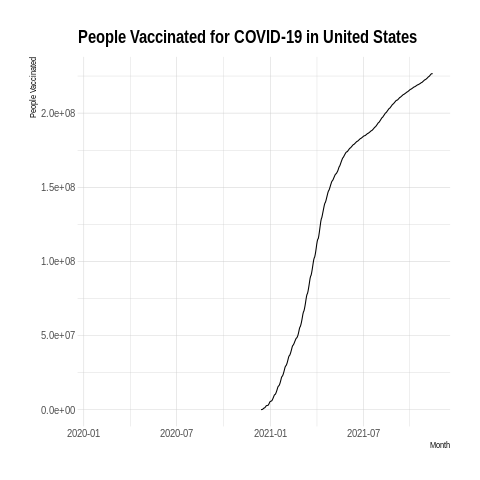 People Vaccinated for COVID-19 in United States
People Vaccinated
2.0e+08
1.5e+08
1.0e+08
5.0e+07
0.0e+00
2020-01 2020-07 2021-01 2021-07
Month